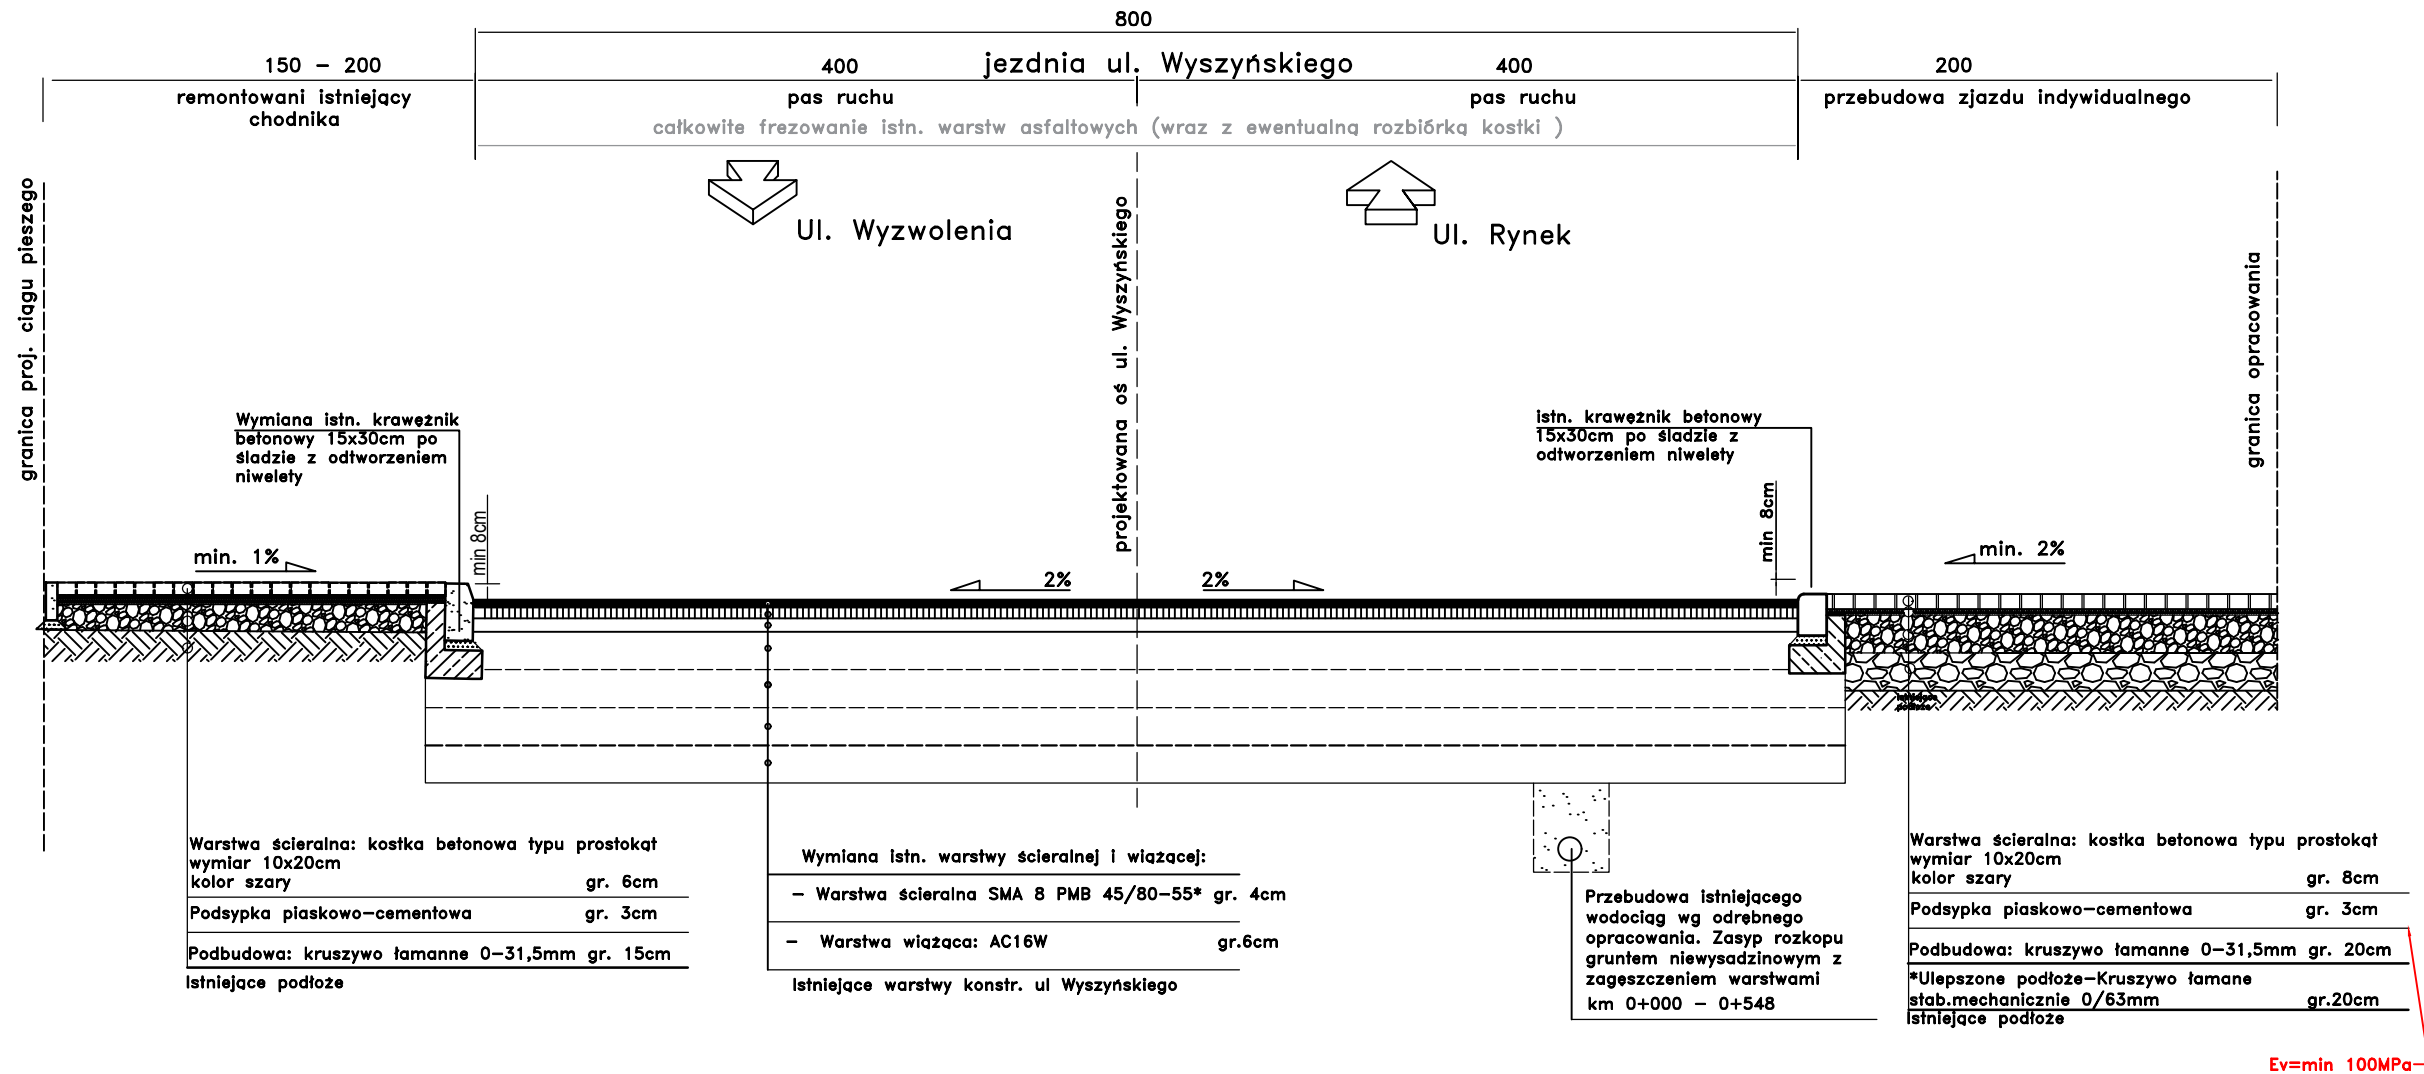 800
150 - 200
400
jezdnia ul. Wyszyńskiego
400
200
remontowani istniejący
chodnika
pas ruchu
pas ruchu
przebudowa zjazdu indywidualnego
całkowite frezowanie istn. warstw asfaltowych (wraz z ewentualną rozbiórką kostki )
granica proj. ciągu pieszego
Ul. Wyzwolenia
projektowana oś ul. Wyszyńskiego
Ul. Rynek
granica opracowania
Wymiana istn. krawężnik
betonowy 15x30cm po
śladzie z odtworzeniem
niwelety
istn. krawężnik betonowy
15x30cm po śladzie z
odtworzeniem niwelety
min 8cm
min 8cm
min. 1%
2%
2%
min. 2%
istniejące
podłoże
Warstwa ścieralna: kostka betonowa typu prostokąt
wymiar 10x20cm
kolor szary gr. 6cm
Podsypka piaskowo-cementowa gr. 3cm
Podbudowa: kruszywo łamanne 0-31,5mm gr. 15cm
Istniejące podłoże
Wymiana istn. warstwy ścieralnej i wiążącej:
- Warstwa ścieralna SMA 8 PMB 45/80-55* gr. 4cm
- Warstwa wiążąca: AC16W gr.6cm
Istniejące warstwy konstr. ul Wyszyńskiego
Przebudowa istniejącego
wodociąg wg odrębnego
opracowania. Zasyp rozkopu
gruntem niewysadzinowym z
zagęszczeniem warstwami
km 0+000 - 0+548
Warstwa ścieralna: kostka betonowa typu prostokąt
wymiar 10x20cm
kolor szary gr. 8cm
Podsypka piaskowo-cementowa gr. 3cm
Podbudowa: kruszywo łamanne 0-31,5mm gr. 20cm
*Ulepszone podłoże-Kruszywo łamane
stab.mechanicznie 0/63mm gr.20cm
Istniejące podłoże
Ev=min 100MPa-